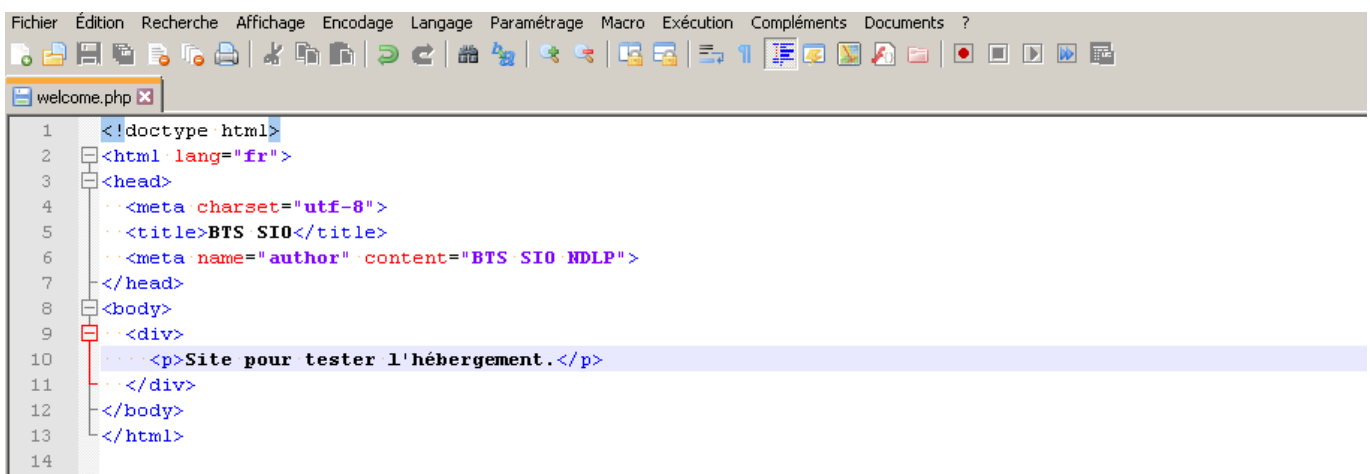 Fichier Édition Recherche Affichage Encodage Langage Paramétrage Macro Exécution Compléments Documents ?
welcome.php
1 <!doctype html>
2 <html lang="fr">
3 <head>
4 <meta charset="utf-8">
5 <title>BTS SIO</title>
6 <meta name="author" content="BTS SIO NDLP">
7 </head>
8 <body>
9 <div>
10 <p>Site pour tester l'hébergement.</p>
11 </div>
12 </body>
13 </html>
14